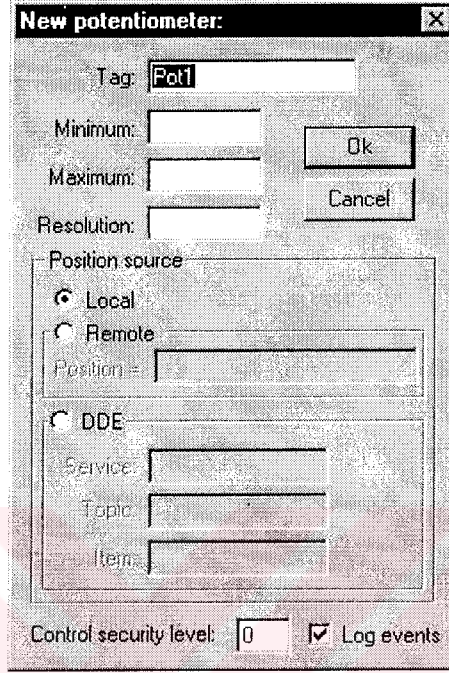 New potentiometer:
Tag: Pot1
Minimum:
Maximum:
Resolution:
Ok
Cancel
Position source
Local
Remote
Position =
DDE
Service:
Topic:
Item:
Control security level: 0 Log events